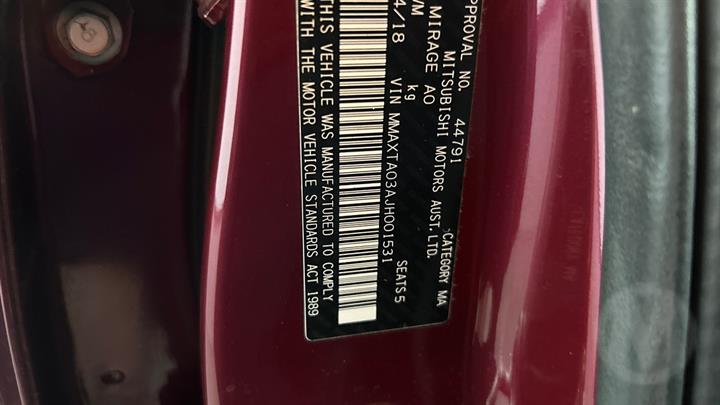 PPROVAL NO. 44791 CATEGORY MA
MITSUBISHI MOTORS AUST. LTD.
MIRAGE AO
VM kg SEATS 5
4/18 VIN MMAXTA03AJH001531
THIS VEHICLE WAS MANUFACTURED TO COMPLY
WITH THE MOTOR VEHICLE STANDARDS ACT 1989